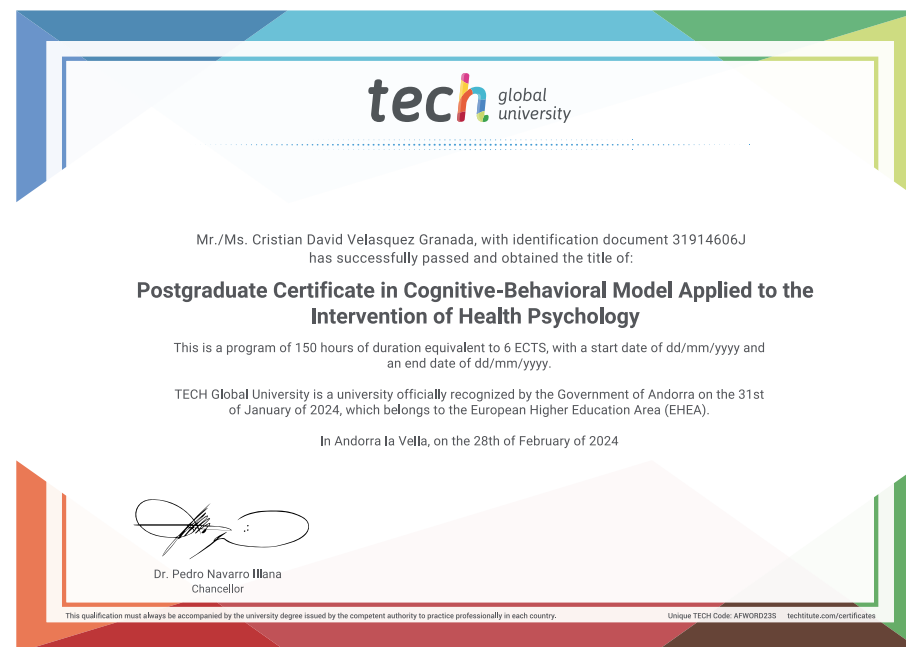 tech global university
Mr./Ms. Cristian David Velasquez Granada, with identification document 31914606J
has successfully passed and obtained the title of:
Postgraduate Certificate in Cognitive-Behavioral Model Applied to the
Intervention of Health Psychology
This is a program of 150 hours of duration equivalent to 6 ECTS, with a start date of dd/mm/yyyy and
an end date of dd/mm/yyyy.
TECH Global University is a university officially recognized by the Government of Andorra on the 31st
of January of 2024, which belongs to the European Higher Education Area (EHEA).
In Andorra la Vella, on the 28th of February of 2024
Dr. Pedro Navarro Illana
Chancellor
This qualification must always be accompanied by the university degree issued by the competent authority to practice professionally in each country.
Unique TECH Code: AFWORD23S techtitute.com/certificates